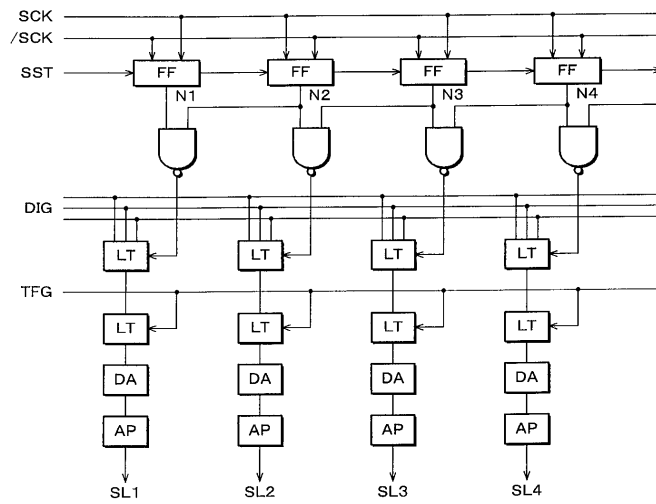 SCK
/SCK
SST FF FF FF FF
N1 N2 N3 N4
DIG
LT LT LT LT
TFG
LT LT LT LT
DA DA DA DA
AP AP AP AP
SL1 SL2 SL3 SL4